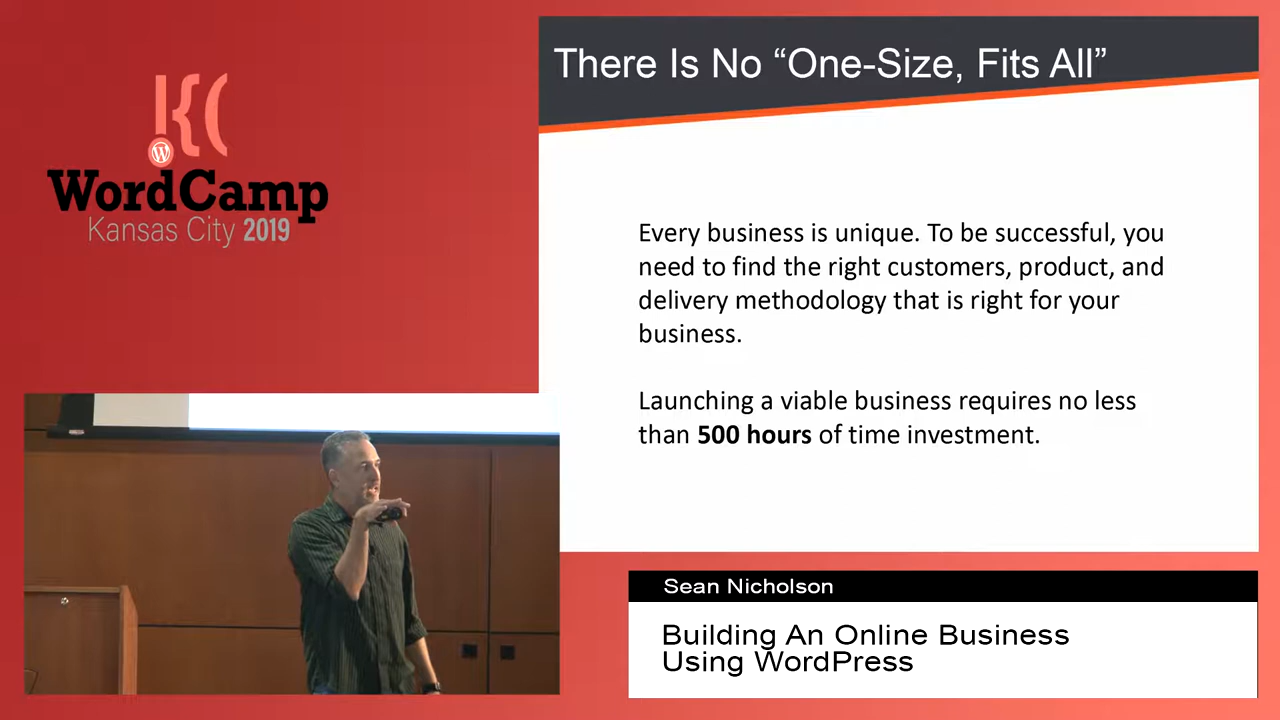 WordCamp
Kansas City 2019
There Is No “One-Size, Fits All”
Every business is unique. To be successful, you
need to find the right customers, product, and
delivery methodology that is right for your
business.
Launching a viable business requires no less
than 500 hours of time investment.
Sean Nicholson
Building An Online Business
Using WordPress